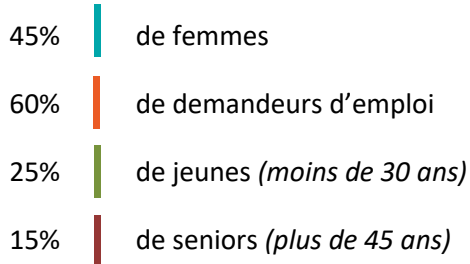 45% de femmes
60% de demandeurs d’emploi
25% de jeunes (moins de 30 ans)
15% de seniors (plus de 45 ans)